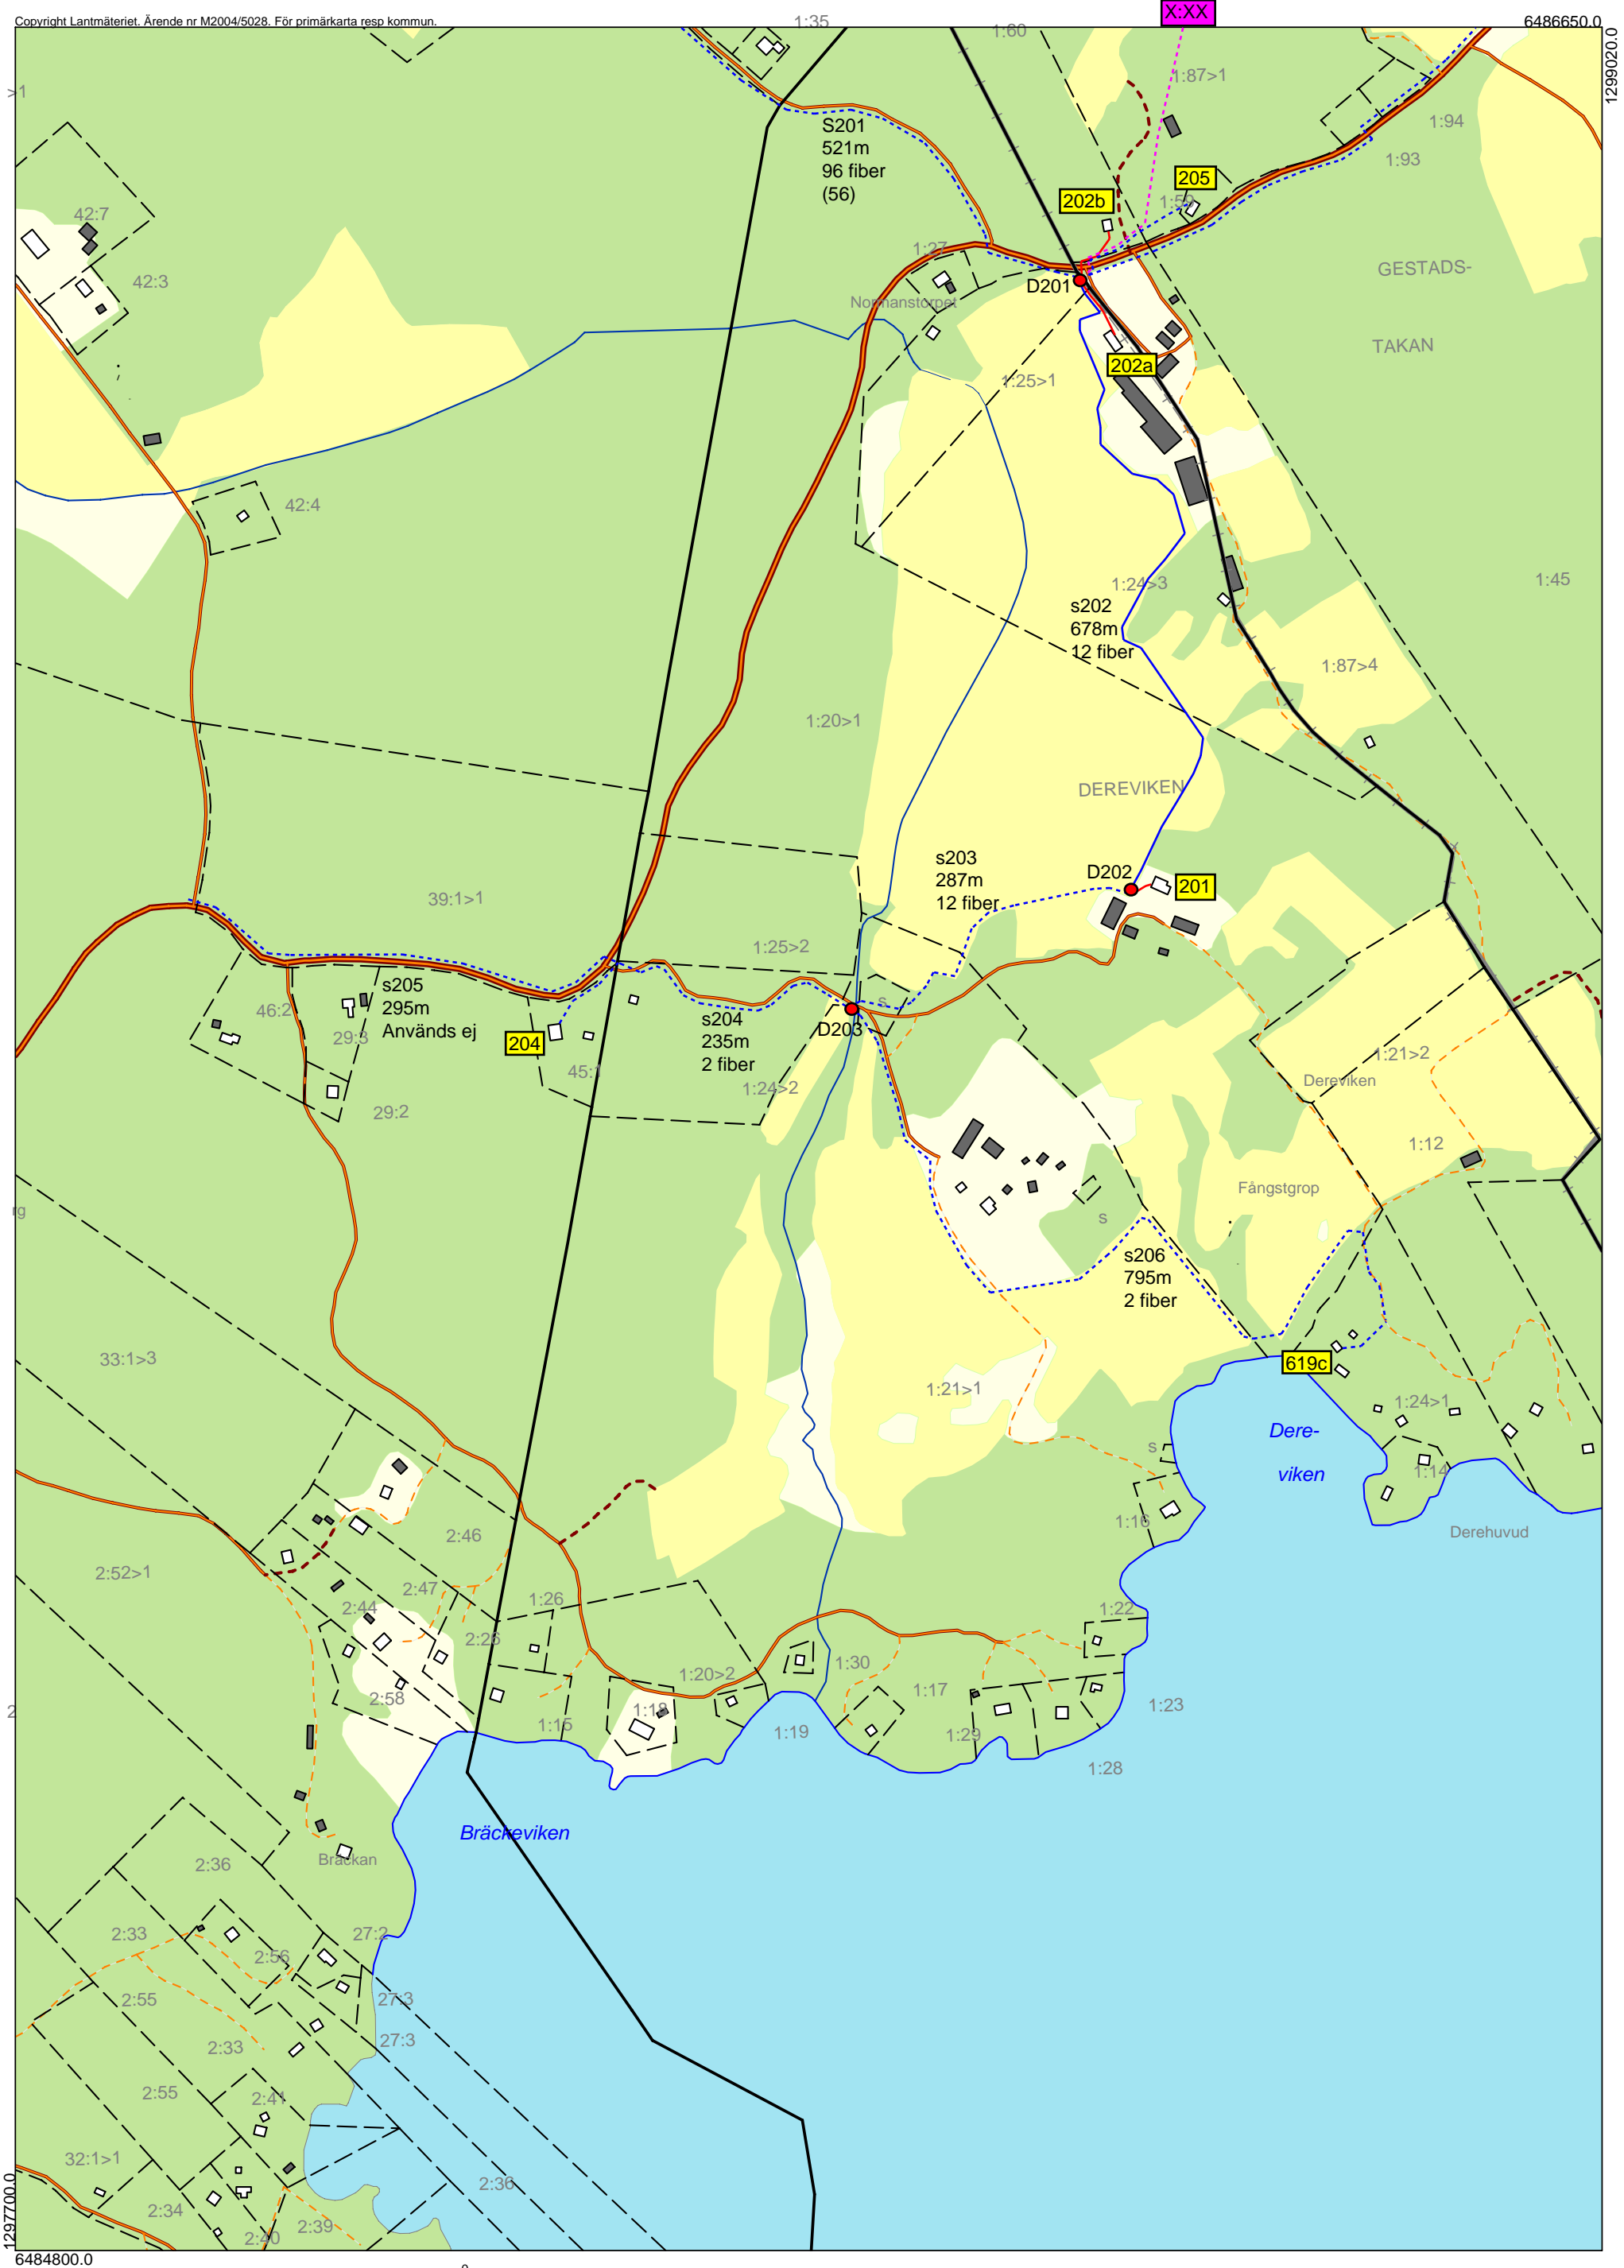 Copyright Lantmäteriet. Ärende nr M2004/5028. För primärkarta resp kommun.
1:35
X:XX
6486650.0
1299020.0
1:60
1:87>1
>1
S201
521m
96 fiber
(56)
1:94
1:93
205
202b
1:59
42:7
1:27
GESTADS-
42:3
D201
Normanstorpet
TAKAN
202a
1:25>1
42:4
1:24>3
1:45
s202
678m
12 fiber
1:87>4
1:20>1
DEREVIKEN
s203
287m
12 fiber
D202
201
39:1>1
1:25>2
s205
295m
Används ej
s
46:2
29:3
204
s204
235m
2 fiber
D203
1:21>2
45:1
1:24>2
Dereviken
29:2
1:12
Fångstgrop
rg
s
s206
795m
2 fiber
33:1>3
619c
1:21>1
1:24>1
Dere-
viken
s
1:14
1:16
Derehuvud
2:46
2:52>1
2:47
1:26
2:44
1:22
2:26
1:30
1:20>2
2:58
1:17
1:18
1:23
2
1:15
1:19
1:29
1:28
Bräckeviken
Bräckan
2:36
2:33
27:2
2:56
2:55
27:3
2:33
27:3
2:55
2:41
32:1>1
2:36
2:34
2:39
2:40
1297700.0
6484800.0